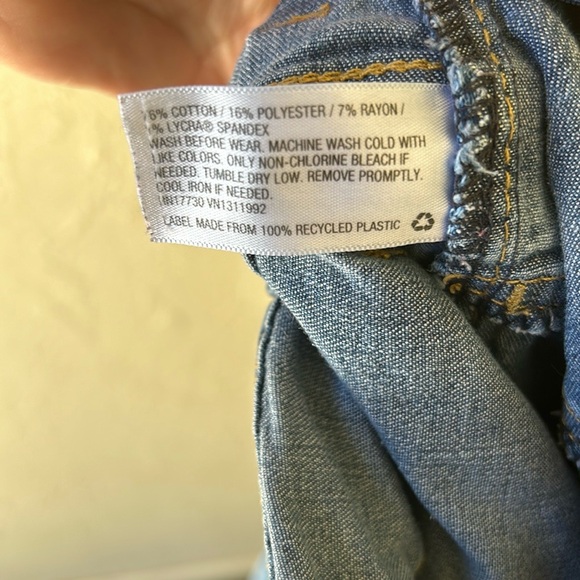 6% COTTON / 16% POLYESTER / 7% RAYON /
% LYCRA® SPANDEX
WASH BEFORE WEAR. MACHINE WASH COLD WITH
LIKE COLORS. ONLY NON-CHLORINE BLEACH IF
NEEDED. TUMBLE DRY LOW. REMOVE PROMPTLY.
COOL IRON IF NEEDED.
VN1311992
LABEL MADE FROM 100% RECYCLED PLASTIC